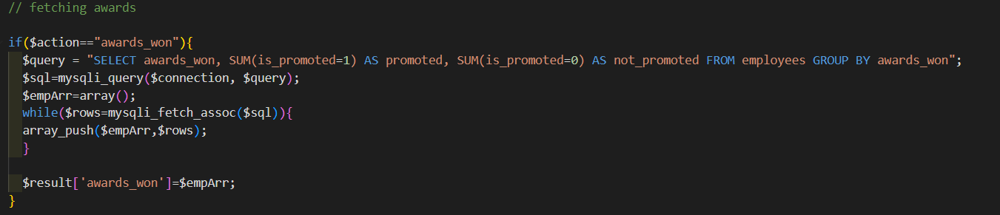 // fetching awards
if($action=="awards_won"){
$query = "SELECT awards_won, SUM(is_promoted=1) AS promoted, SUM(is_promoted=0) AS not_promoted FROM employees GROUP BY awards_won";
$sql=mysqli_query($connection, $query);
$empArr=array();
while($rows=mysqli_fetch_assoc($sql)){
array_push($empArr,$rows);
}
$result['awards_won']=$empArr;
}